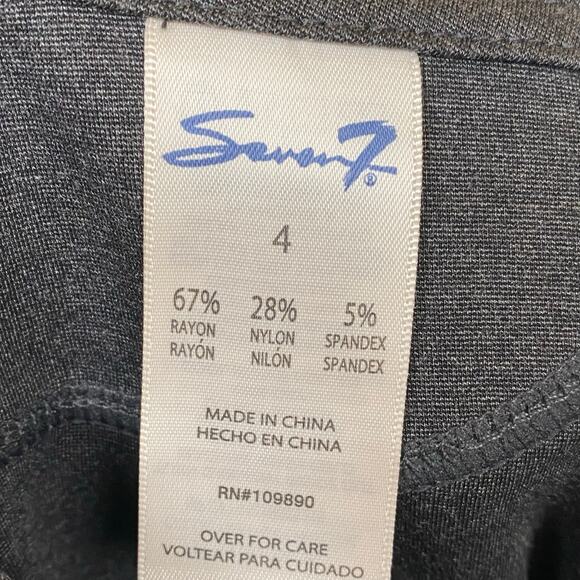 Seven7®
4
67% 28% 5%
RAYON NYLON SPANDEX
RAYÓN NILÓN SPANDEX
MADE IN CHINA
HECHO EN CHINA
RN#109890
OVER FOR CARE
VOLTEAR PARA CUIDADO